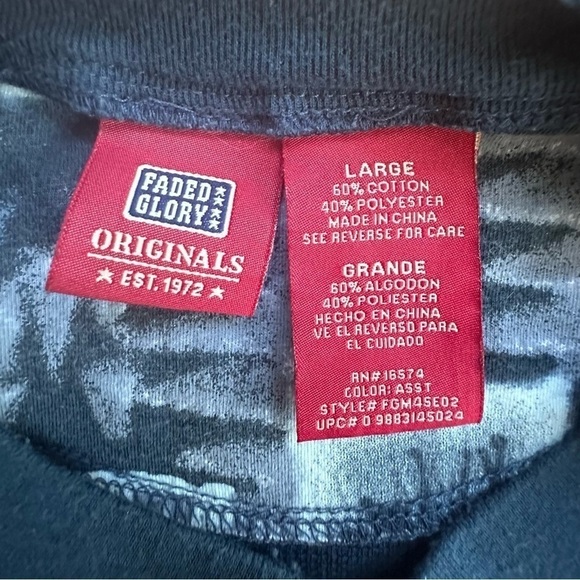 FADED
GLORY
ORIGINALS
EST. 1972
LARGE
60% COTTON
40% POLYESTER
MADE IN CHINA
SEE REVERSE FOR CARE
GRANDE
60% ALGODON
40% POLIESTER
HECHO EN CHINA
VE EL REVERSO PARA
EL CUIDADO
RN# 16574
COLOR: ASST
STYLE# FGM45E02
UPC# 0 9883145024